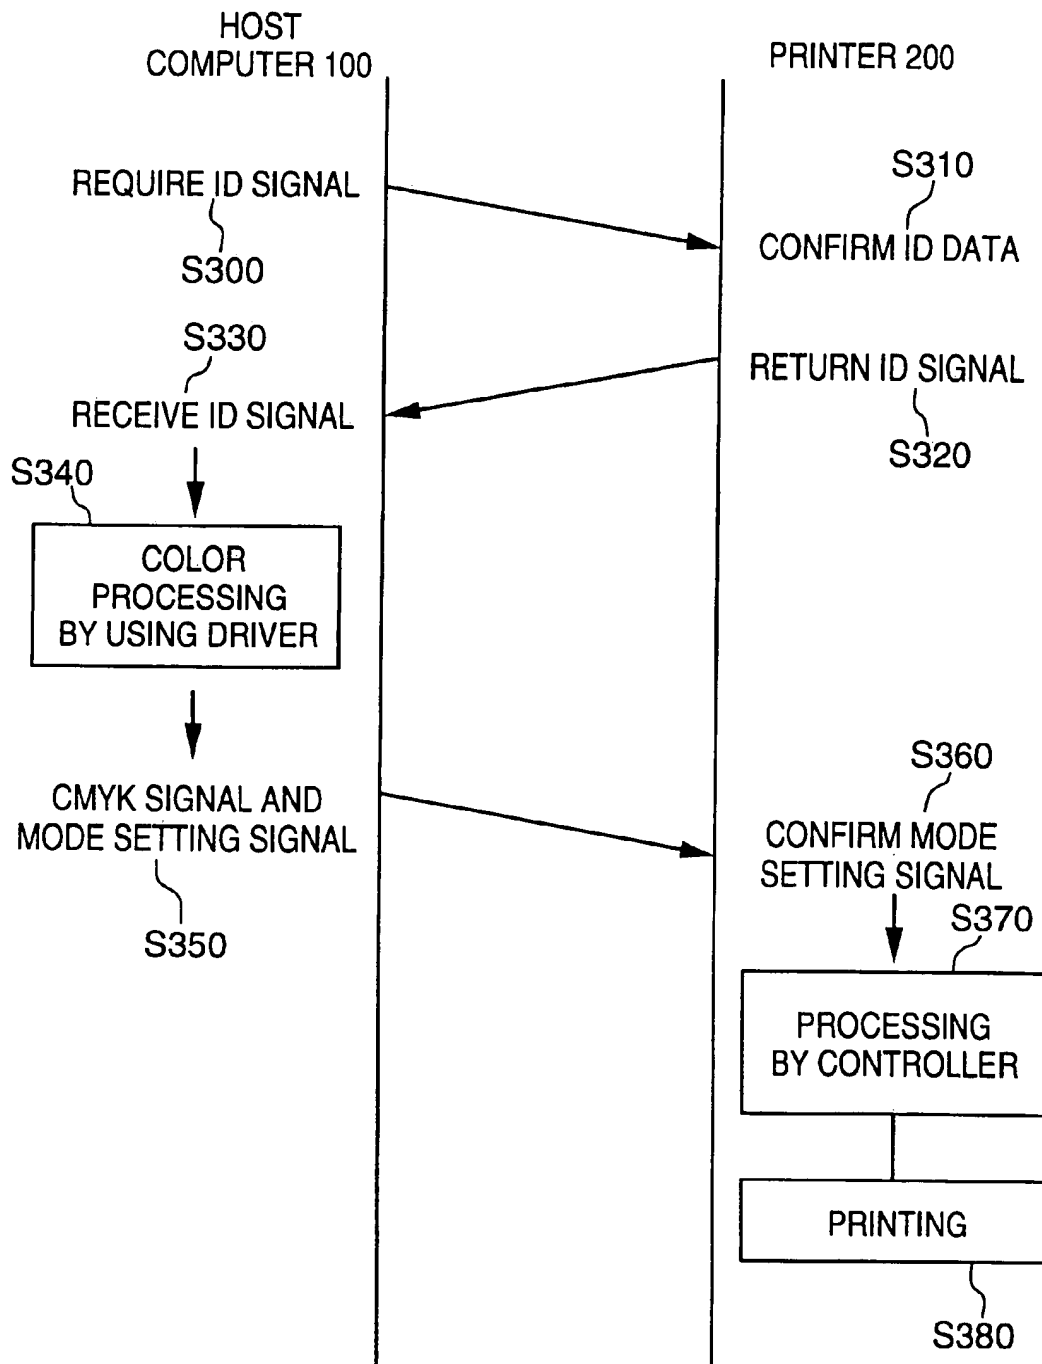 HOST
COMPUTER 100
PRINTER 200
REQUIRE ID SIGNAL
S300
S310
CONFIRM ID DATA
S330
RECEIVE ID SIGNAL
RETURN ID SIGNAL
S320
S340
COLOR
PROCESSING
BY USING DRIVER
CMYK SIGNAL AND
MODE SETTING SIGNAL
S350
S360
CONFIRM MODE
SETTING SIGNAL
S370
PROCESSING
BY CONTROLLER
PRINTING
S380